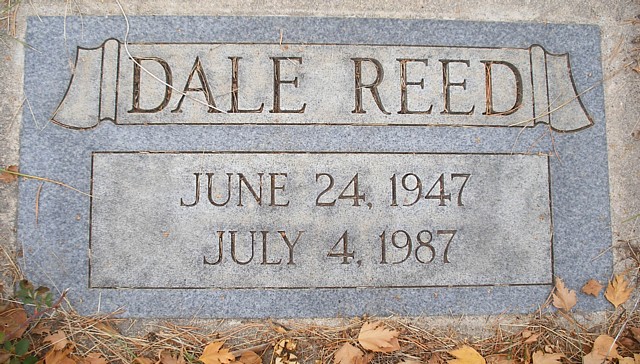 DALE REED
JUNE 24, 1947
JULY 4, 1987